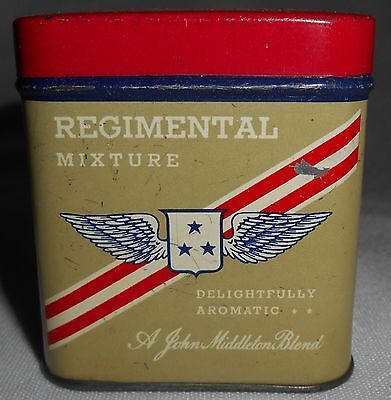 REGIMENTAL
MIXTURE
DELIGHTFULLY
AROMATIC
A John Middleton Blend